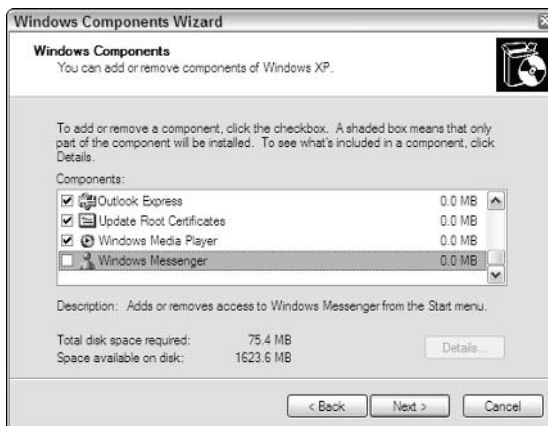 Windows Components Wizard
Windows Components
You can add or remove components of Windows XP.
To add or remove a component, click the checkbox. A shaded box means that only
part of the component will be installed. To see what's included in a component, click
Details.
Components:
Outlook Express 0.0 MB
Update Root Certificates 0.0 MB
Windows Media Player 0.0 MB
Windows Messenger 0.0 MB
Description: Adds or removes access to Windows Messenger from the Start menu.
Total disk space required: 75.4 MB
Space available on disk: 1623.6 MB
Details...
< Back Next > Cancel